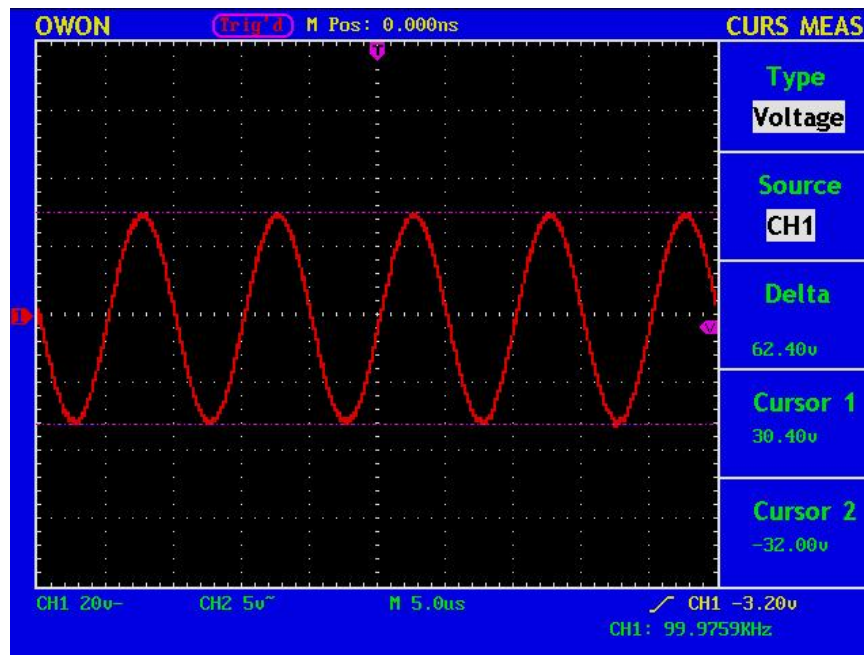 OWON Trig'd M Pos: 0.000ns CURS MEAS
T
Type
Voltage
Source
CH1
Delta
62.40v
Cursor 1
30.40v
Cursor 2
-32.00v
1
V
CH1 20v- CH2 5v~ M 5.0us CH1 -3.20v
CH1: 99.9759KHz